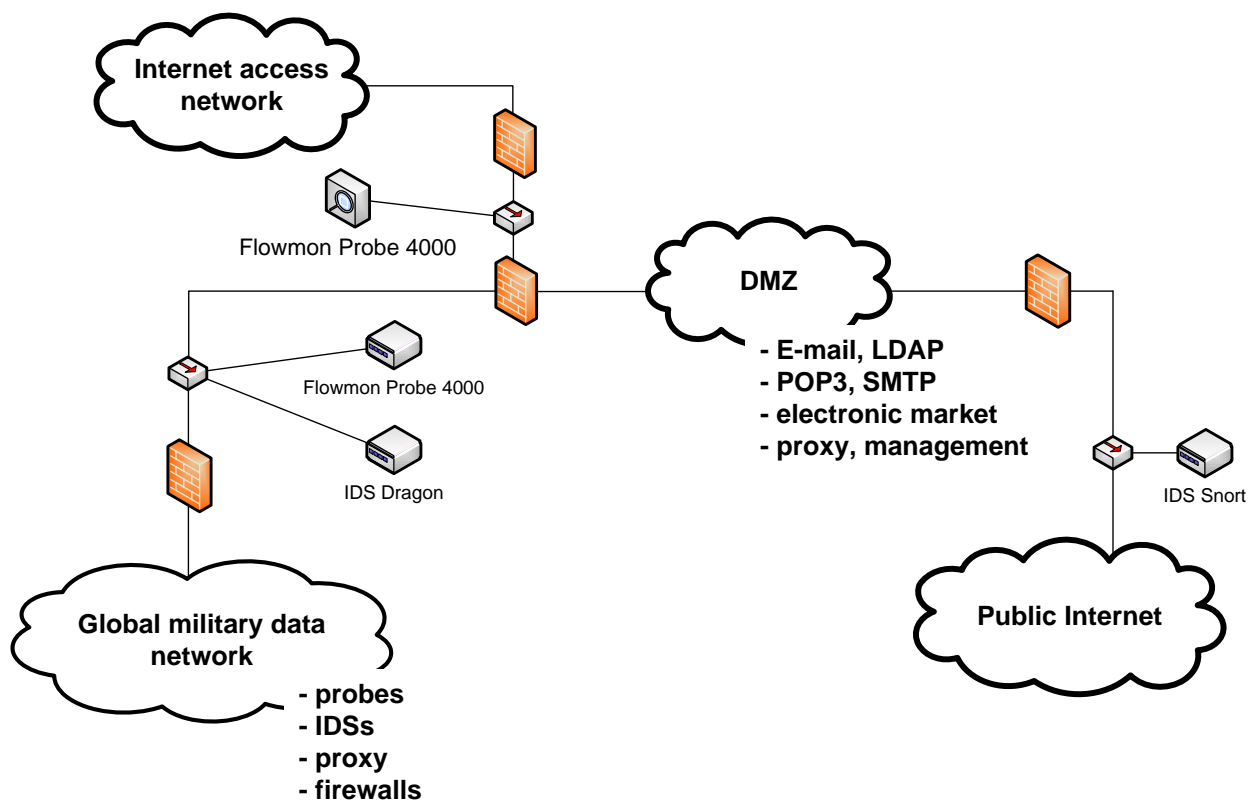 Internet access
network
Flowmon Probe 4000
DMZ
- E-mail, LDAP
- POP3, SMTP
- electronic market
- proxy, management
Flowmon Probe 4000
IDS Dragon
IDS Snort
Global military data
network
- probes
- IDSs
- proxy
- firewalls
Public Internet